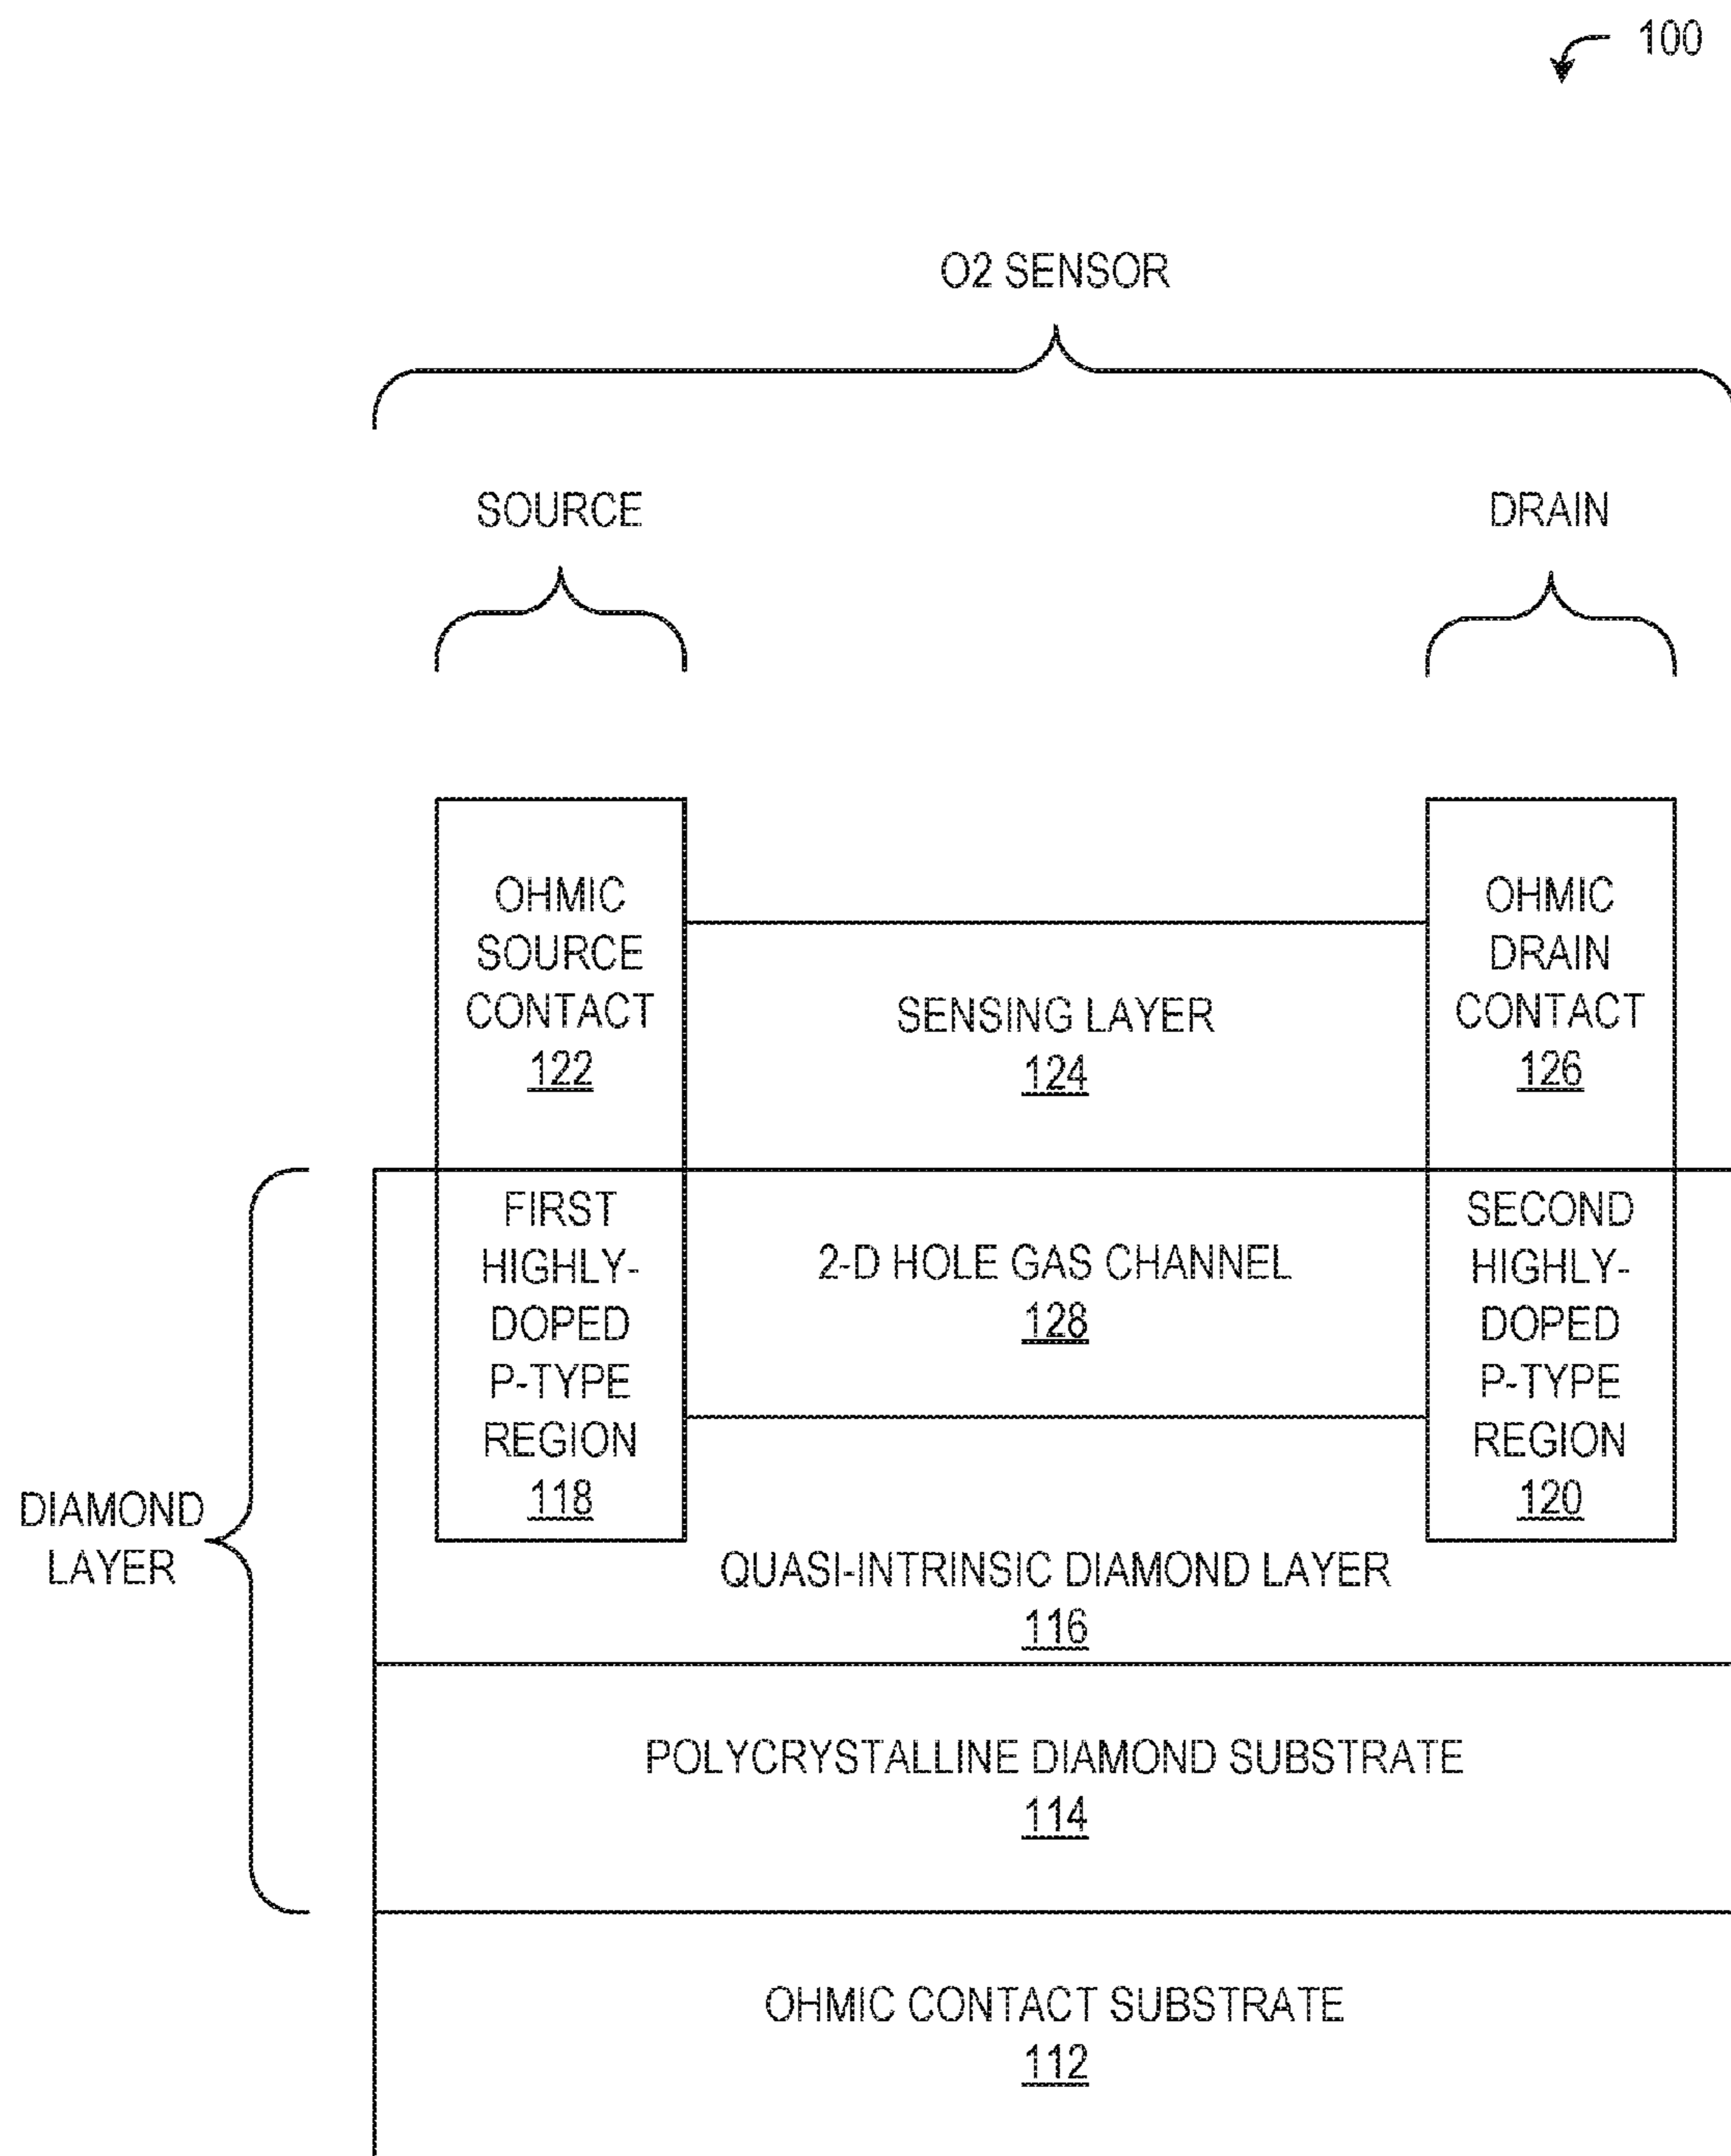 100
O2 SENSOR
SOURCE
DRAIN
OHMIC
SOURCE
CONTACT
122
SENSING LAYER
124
OHMIC
DRAIN
CONTACT
126
FIRST
HIGHLY-
DOPED
P-TYPE
REGION
118
2-D HOLE GAS CHANNEL
128
SECOND
HIGHLY-
DOPED
P-TYPE
REGION
120
DIAMOND
LAYER
QUASI-INTRINSIC DIAMOND LAYER
116
POLYCRYSTALLINE DIAMOND SUBSTRATE
114
OHMIC CONTACT SUBSTRATE
112